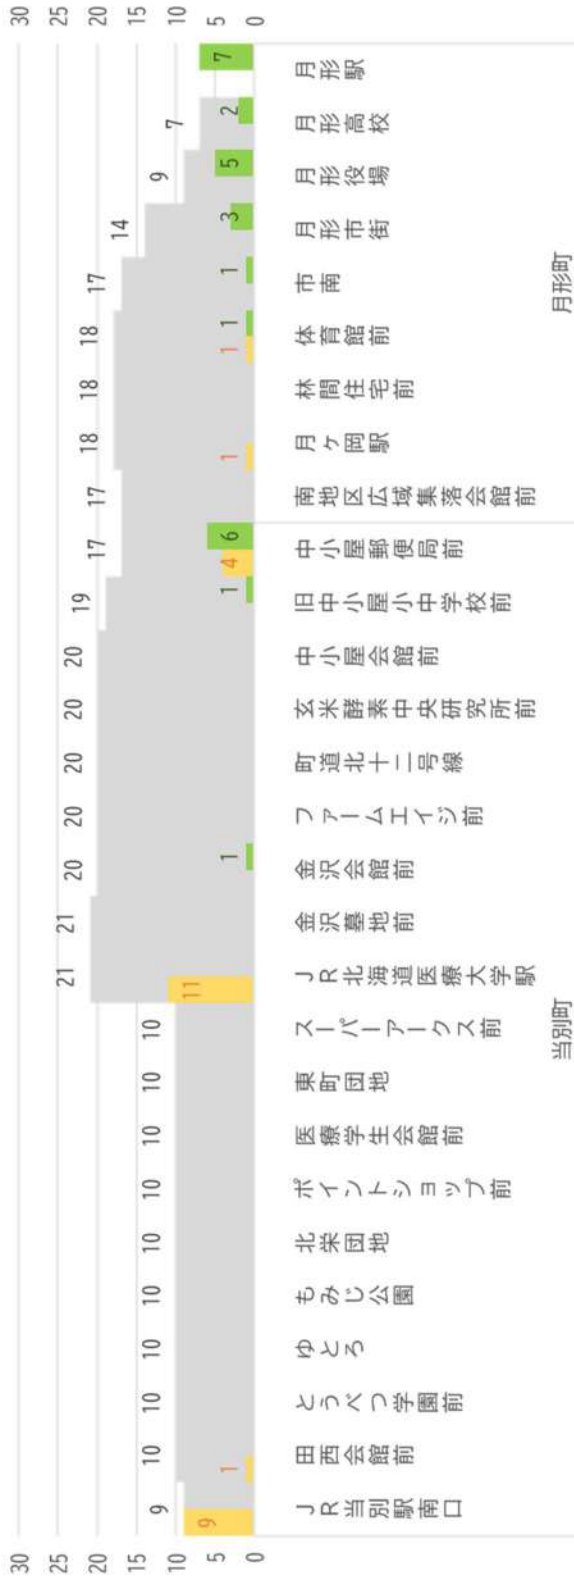 30
25
20
15
10
5
0
9
10
10
10
10
10
10
10
10
10
21
21
20
20
20
20
20
19
17
17
18
18
18
17
14
9
7
9
1
11
1
1
4
6
1
1
1
1
3
5
2
7
30
25
20
15
10
5
0
JR当別駅南口
田西会館前
とうべつ学園前
ゆとろ
もみじ公園
北栄団地
ポイントショップ前
医療学生会館前
東町団地
スーパーアークス前
JR北海道医療大学駅
金沢墓地前
金沢会館前
ファームエイジ前
町道北十二号線
玄米酵素中央研究所前
中小屋会館前
旧中小屋小中学校前
中小屋郵便局前
南地区広域集落会館前
月ヶ岡駅
林間住宅前
体育館前
市南
月形市街
月形役場
月形高校
月形駅
当別町
月形町